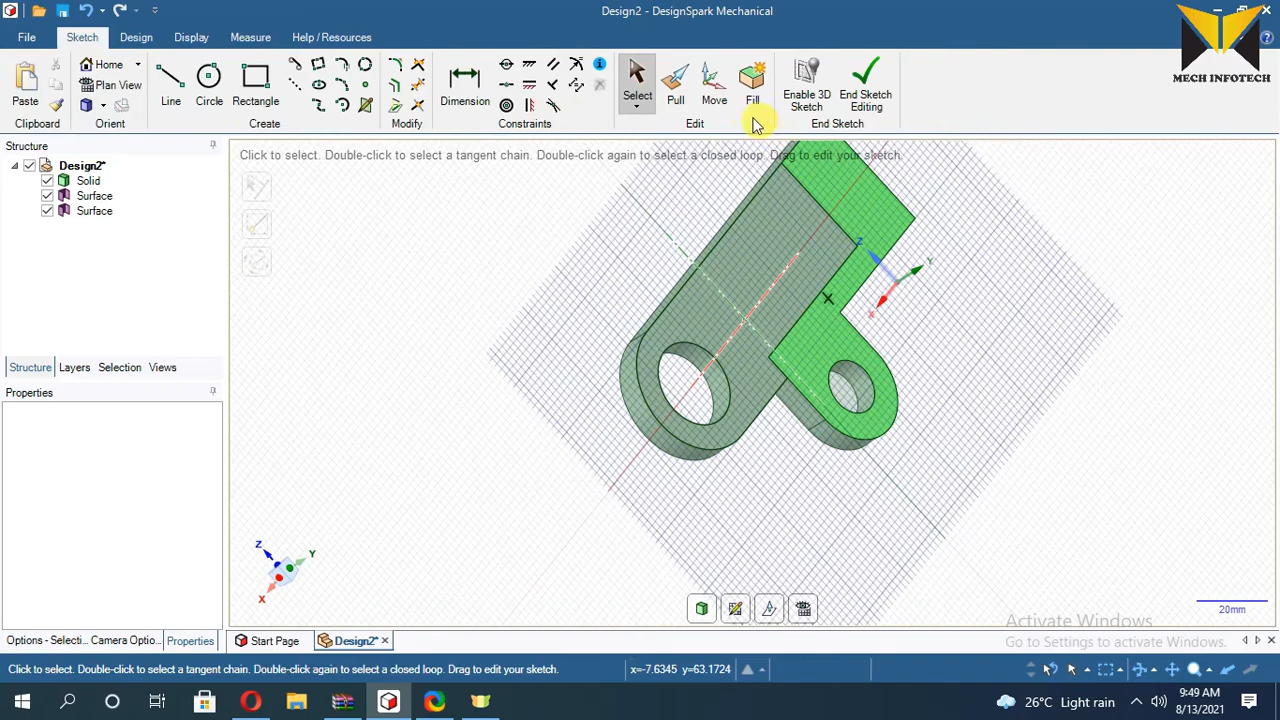 Design2 - DesignSpark Mechanical
MECH INFOTECH
File Sketch Design Display Measure Help / Resources
Home
Plan View
Paste
Line Circle Rectangle
Dimension
Select Pull Move Fill
Enable 3D Sketch
End Sketch Editing
Clipboard Orient Create Modify Constraints Edit End Sketch
Structure
Click to select. Double-click to select a tangent chain. Double-click again to select a closed loop. Drag to edit your sketch.
Design2*
Solid
Surface
Surface
Z
Y
X
Structure Layers Selection Views
Properties
Z
Y
X
20mm
Activate Windows
Go to Settings to activate Windows.
Options - Selecti... Camera Optio... Properties
Start Page Design2*
Click to select. Double-click to select a tangent chain. Double-click again to select a closed loop. Drag to edit your sketch.
x=-7.6345 y=63.1724
26°C Light rain
9:49 AM
8/13/2021